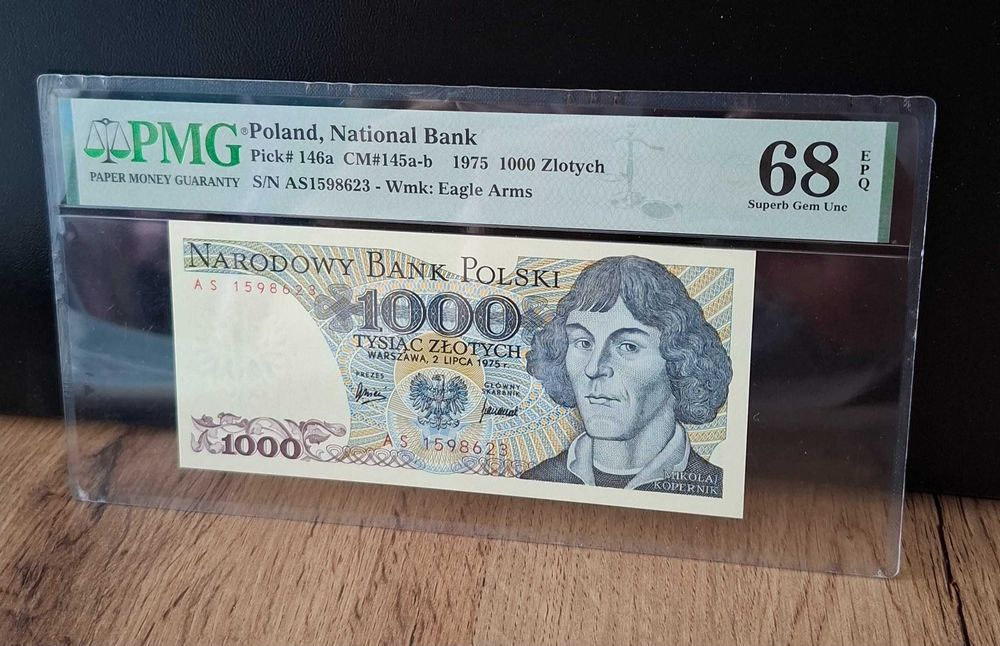 PMG®
PAPER MONEY GUARANTY
Poland, National Bank
Pick# 146a CM#145a-b 1975 1000 Zlotych
S/N AS1598623 - Wmk: Eagle Arms
68
EPQ
Superb Gem Unc
NARODOWY BANK POLSKI
AS 1598623
1000
TYSIĄC ZŁOTYCH
WARSZAWA, 2 LIPCA 1975 r.
PREZES
GŁÓWNY
SKARBNIK
AS 1598623
1000
MIKOŁAJ
KOPERNIK